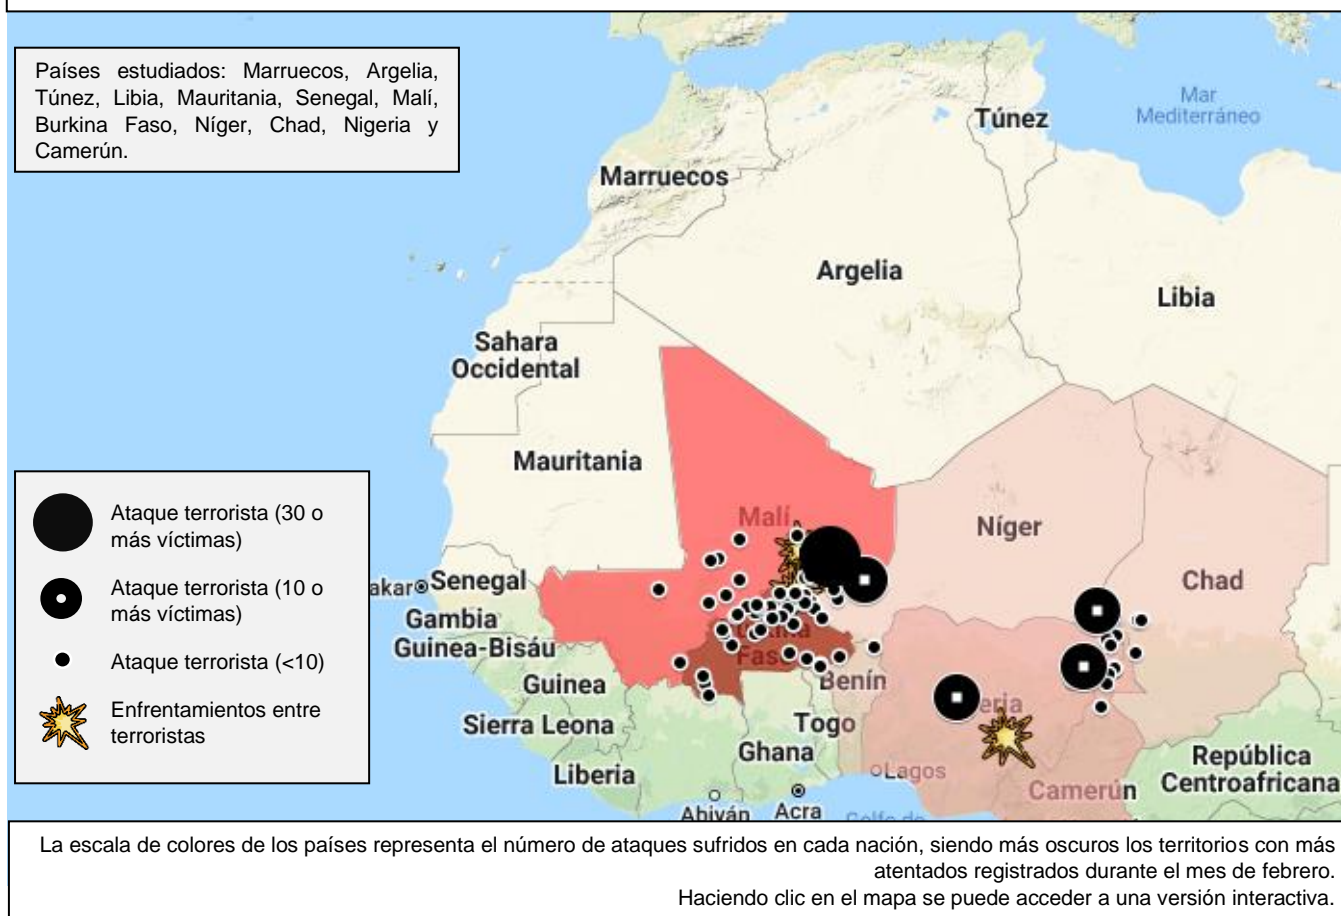 Países estudiados: Marruecos, Argelia,
Túnez, Libia, Mauritania, Senegal, Malí,
Burkina Faso, Níger, Chad, Nigeria y
Camerún.
Mar
Mediterráneo
Túnez
Marruecos
Argelia
Libia
Sahara
Occidental
Mauritania
Malí
Níger
Chad
akar
Senegal
Gambia
Guinea-Bisáu
Guinea
Sierra Leona
Liberia
Faso
Benín
Togo
Ghana
eria
Lagos
Camerún
República
Centroafricana
Abiyán
Acra
Golfo de
Ataque terrorista (30 o
más víctimas)
Ataque terrorista (10 o
más víctimas)
Ataque terrorista (<10)
Enfrentamientos entre
terroristas
La escala de colores de los países representa el número de ataques sufridos en cada nación, siendo más oscuros los territorios con más
atentados registrados durante el mes de febrero.
Haciendo clic en el mapa se puede acceder a una versión interactiva.